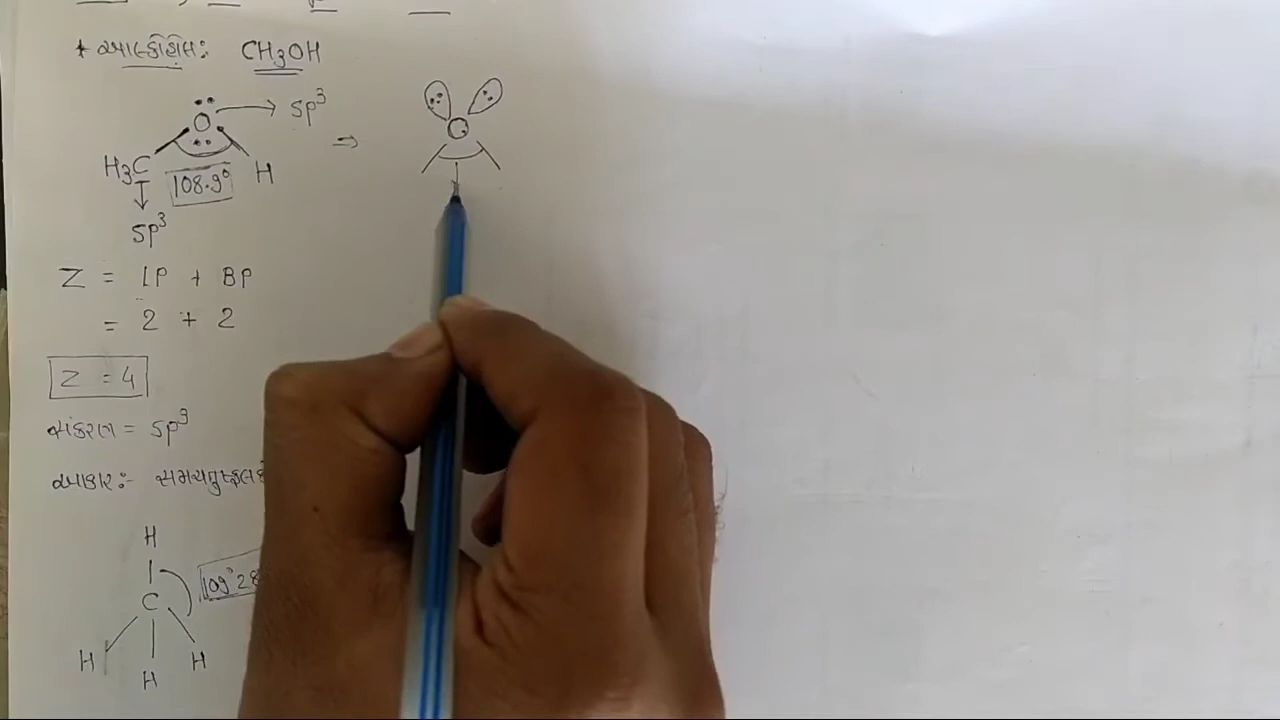 * આલ્કોહોલ: CH3OH
O → sp3
⇒ O
H3C H
108.9°
sp3
Z = LP + BP
= 2 + 2
Z = 4
સંકરણ = sp3
આકાર:- સમચતુષ્ફલક
H
C 109°28
H H
H